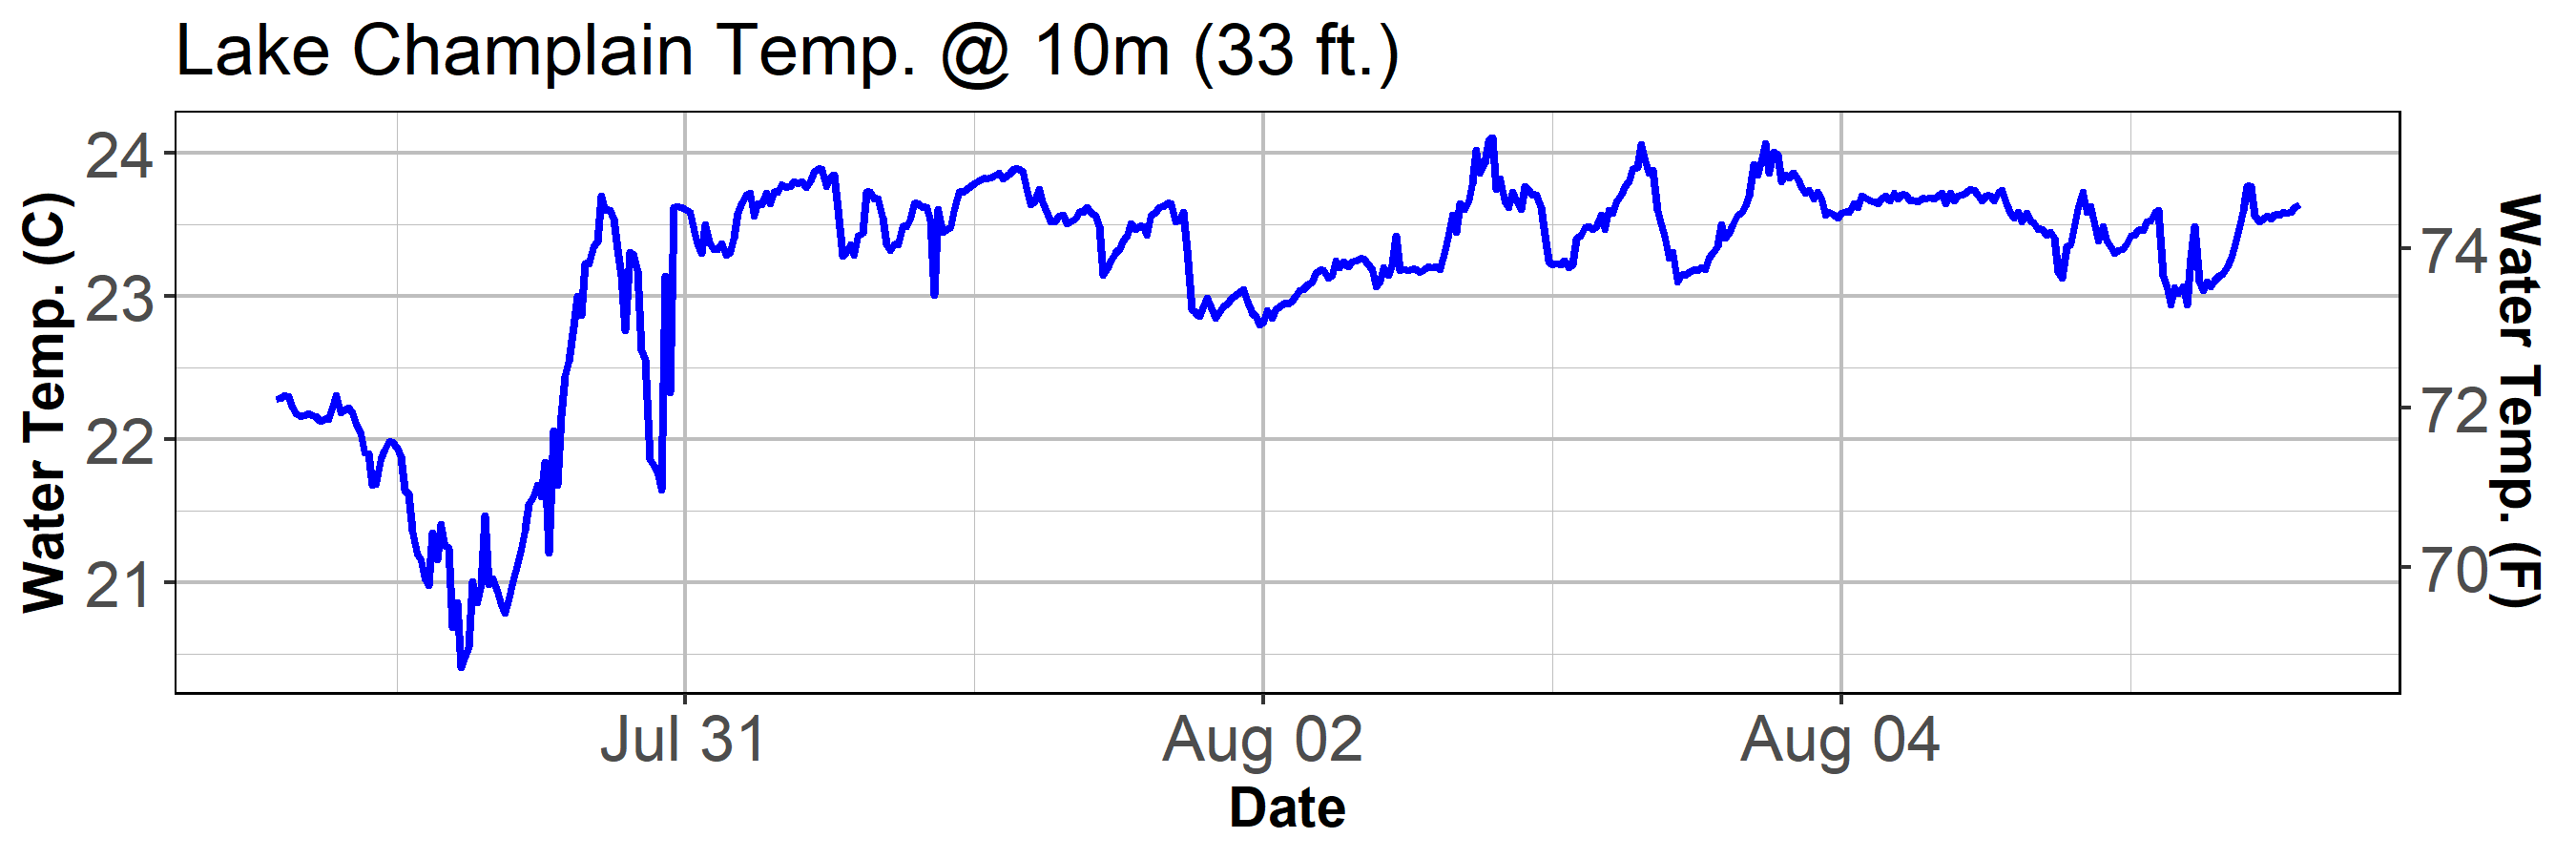 Lake Champlain Temp. @ 10m (33 ft.)
Water Temp. (C)
24
23
22
21
74
72
70
Water Temp. (F)
Jul 31
Aug 02
Aug 04
Date